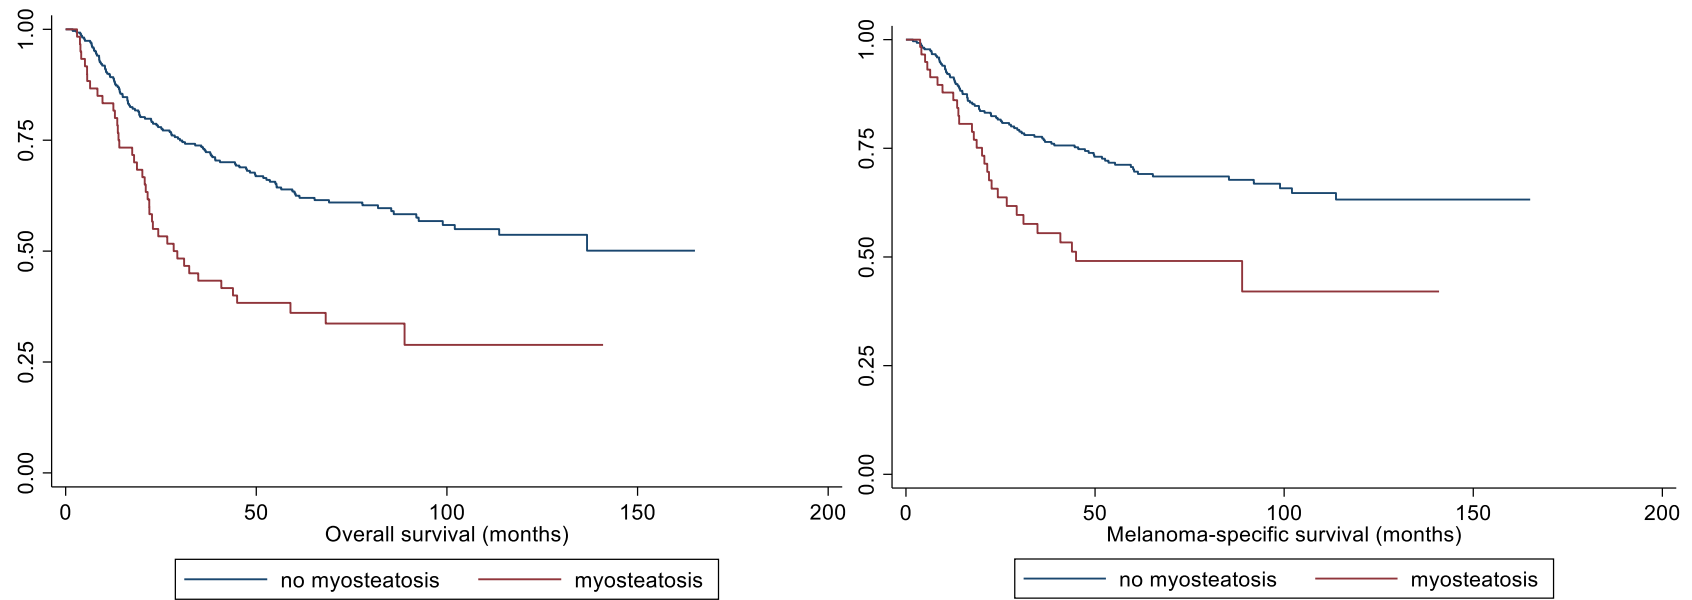 1.00
0.75
0.50
0.25
0.00
0 50 100 150 200
Overall survival (months)
no myosteatosis myosteatosis
1.00
0.75
0.50
0.25
0.00
0 50 100 150 200
Melanoma-specific survival (months)
no myosteatosis myosteatosis